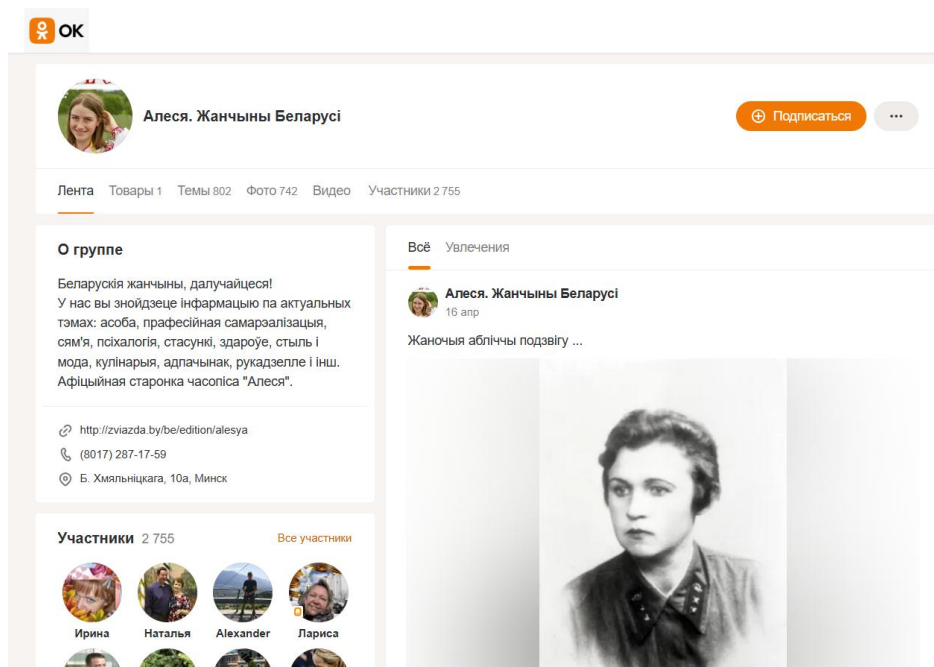 OK
Алеся. Жанчыны Беларусі
Подписаться
Лента Товары 1 Темы 802 Фото 742 Видео Участники 2 755
О группе
Беларускія жанчыны, далучайцеся!
У нас вы знойдзеце інфармацыю па актуальных
тэмах: асоба, прафесійная самарэалізацыя,
сям'я, псіхалогія, стасункі, здароўе, стыль і
мода, кулінарыя, адпачынак, рукадзелле і інш.
Афіцыйная старонка часопіса "Алеся".
http://zviazda.by/be/edition/alesya
(8017) 287-17-59
Б. Хмяльніцкага, 10а, Минск
Участники 2 755 Все участники
Ирина Наталья Alexander Лариса
Всё Увлечения
Алеся. Жанчыны Беларусі
16 апр
Жаночыя аблiччы подзвігу ...